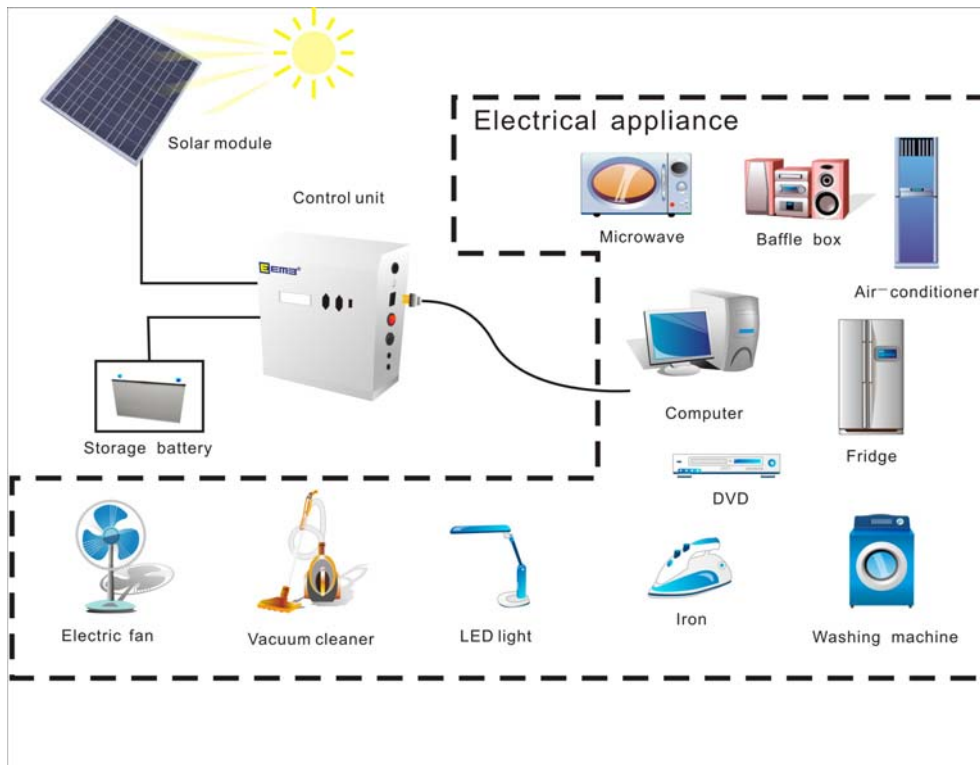 Solar module
Electrical appliance
Control unit
Microwave
Baffle box
Air-conditioner
EEMB®
Computer
Storage battery
Fridge
DVD
Electric fan
Vacuum cleaner
LED light
Iron
Washing machine